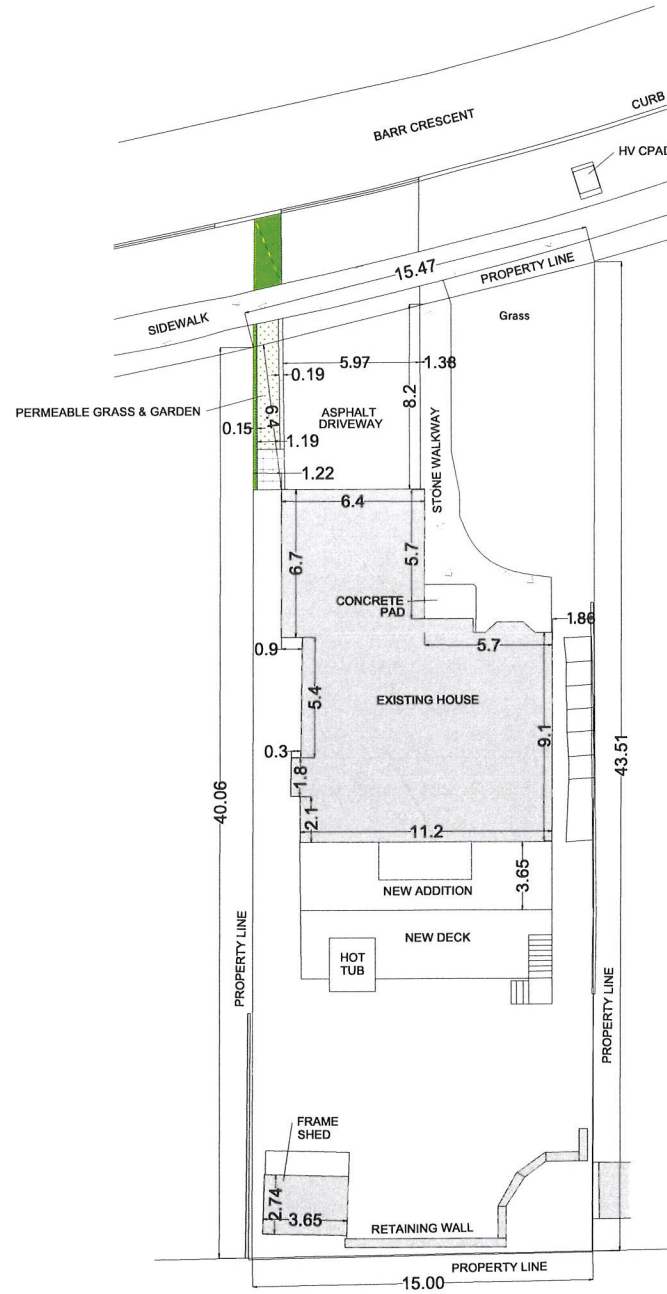 BARR CRESCENT
CURB
HV CPAD
15.47
PROPERTY LINE
SIDEWALK
Grass
5.97
1.38
0.19
8.2
PERMEABLE GRASS & GARDEN
6.4
ASPHALT
DRIVEWAY
0.15
1.19
STONE WALKWAY
1.22
6.4
6.7
5.7
CONCRETE
PAD
1.86
5.7
0.9
5.4
EXISTING HOUSE
9.1
43.51
0.3
1.8
40.06
2.1
11.2
3.65
NEW ADDITION
NEW DECK
PROPERTY LINE
HOT
TUB
PROPERTY LINE
FRAME
SHED
2.74
3.65
RETAINING WALL
PROPERTY LINE
15.00